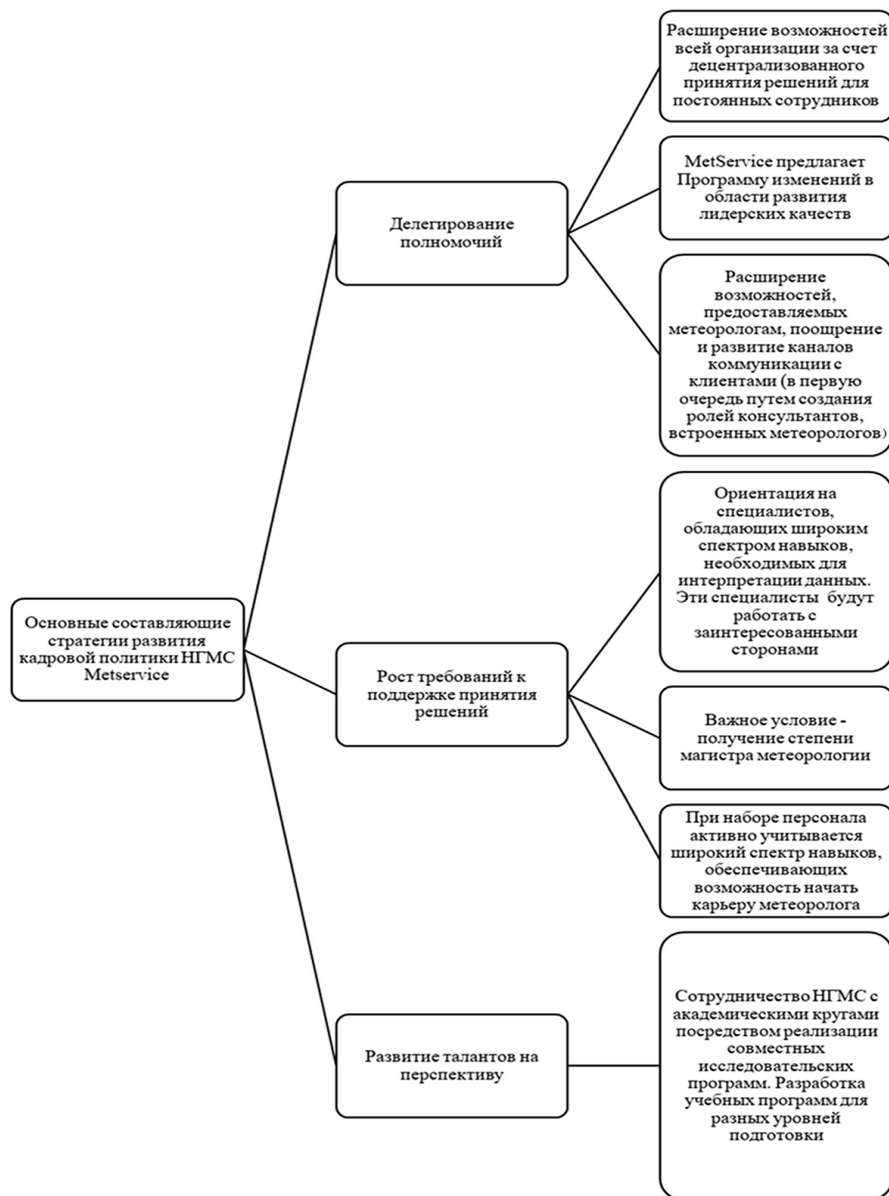 Основные составляющие
стратегии развития
кадровой политики НГМС
Metservice
Делегирование
полномочий
Расширение возможностей
всей организации за счет
децентрализованного
принятия решений для
постоянных сотрудников
MetService предлагает
Программу изменений в
области развития
лидерских качеств
Расширение
возможностей,
предоставляемых
метеорологам, поощрение
и развитие каналов
коммуникации с
клиентами (в первую
очередь путем создания
ролей консультантов,
встроенных метеорологов)
Рост требований к
поддержке принятия
решений
Ориентация на
специалистов,
обладающих широким
спектром навыков,
необходимых для
интерпретации данных.
Эти специалисты будут
работать с
заинтересованными
сторонами
Важное условие -
получение степени
магистра метеорологии
При наборе персонала
активно учитывается
широкий спектр навыков,
обеспечивающих
возможность начать
карьеру метеоролога
Развитие талантов на
перспективу
Сотрудничество НГМС с
академическими кругами
посредством реализации
совместных
исследовательских
программ. Разработка
учебных программ для
разных уровней
подготовки